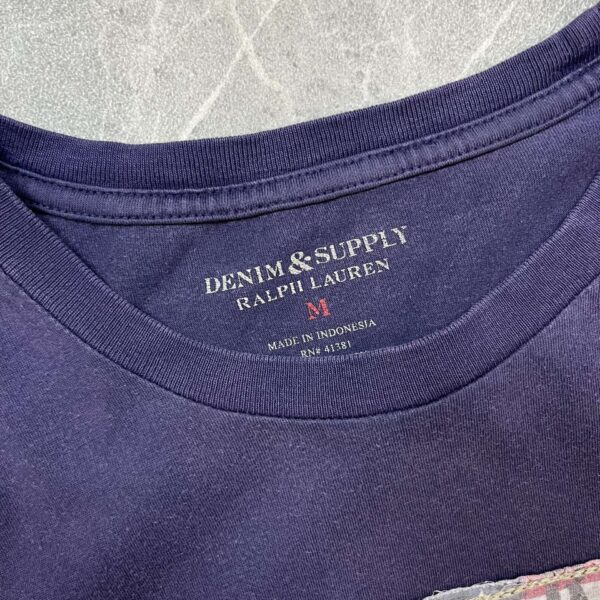 DENIM & SUPPLY
RALPH LAUREN
M
MADE IN INDONESIA
RN# 41381